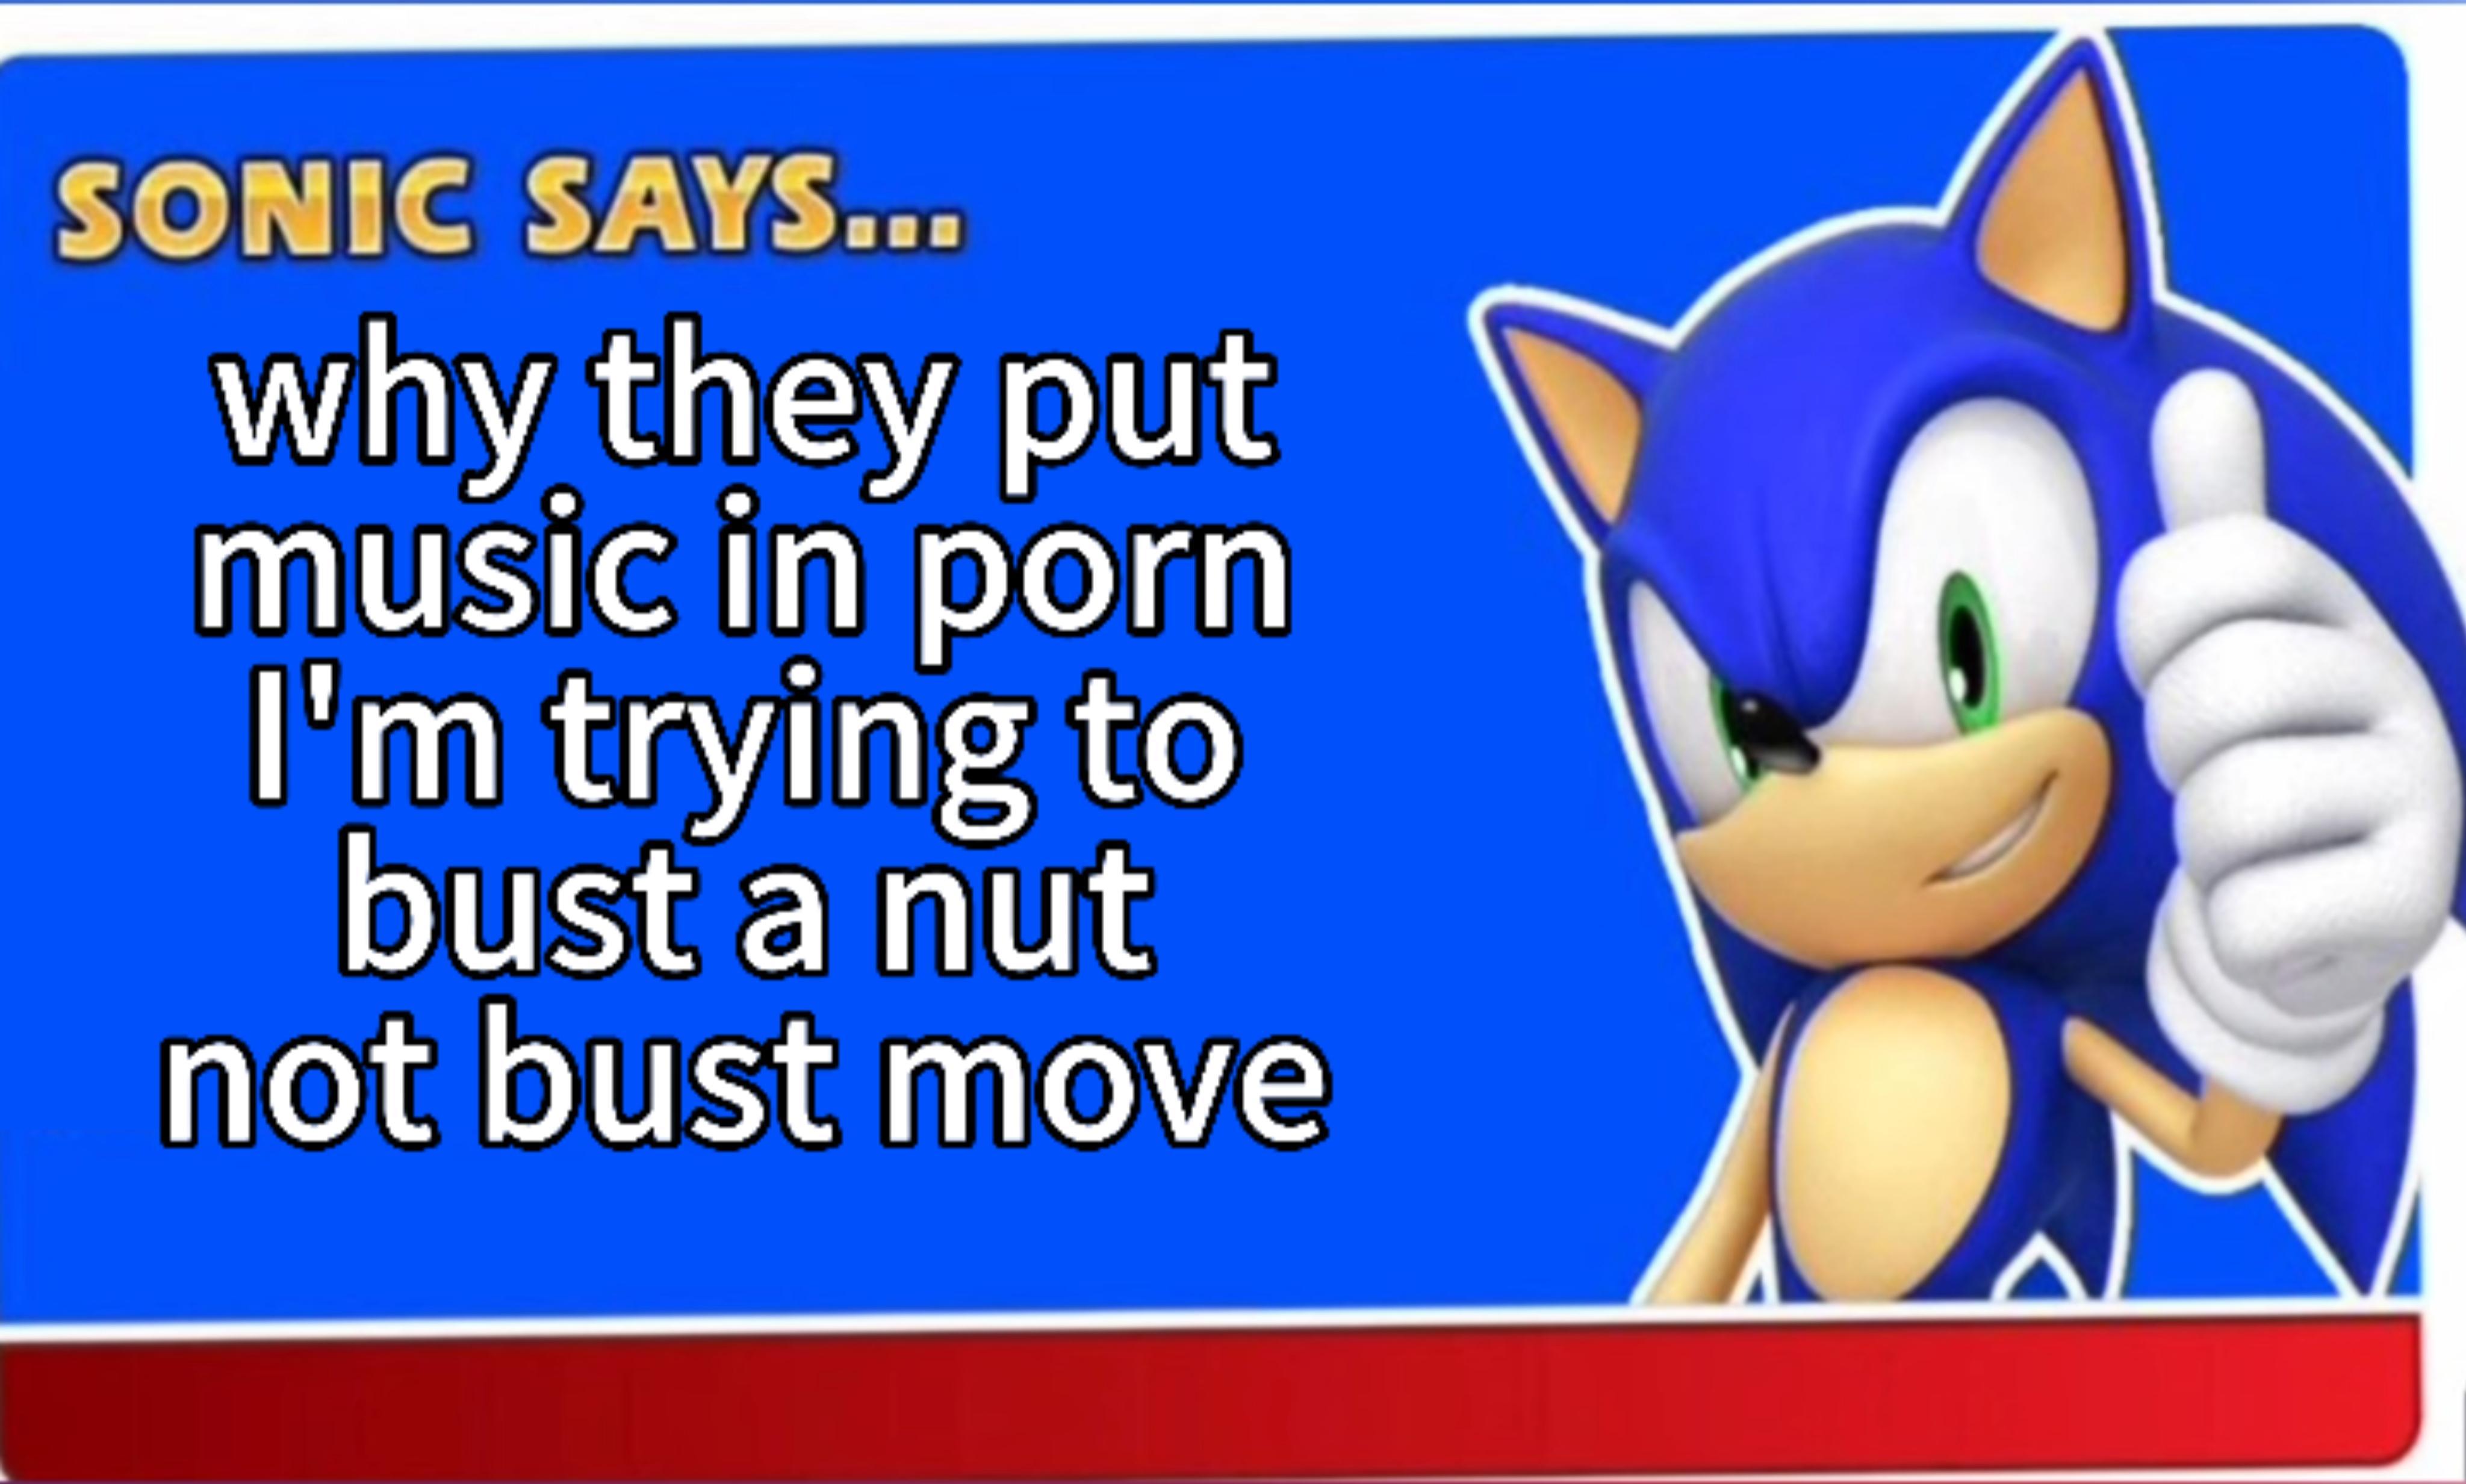 SONIC SAYS...
why they put
music in porn
I'm trying to
bust a nut
not bust move